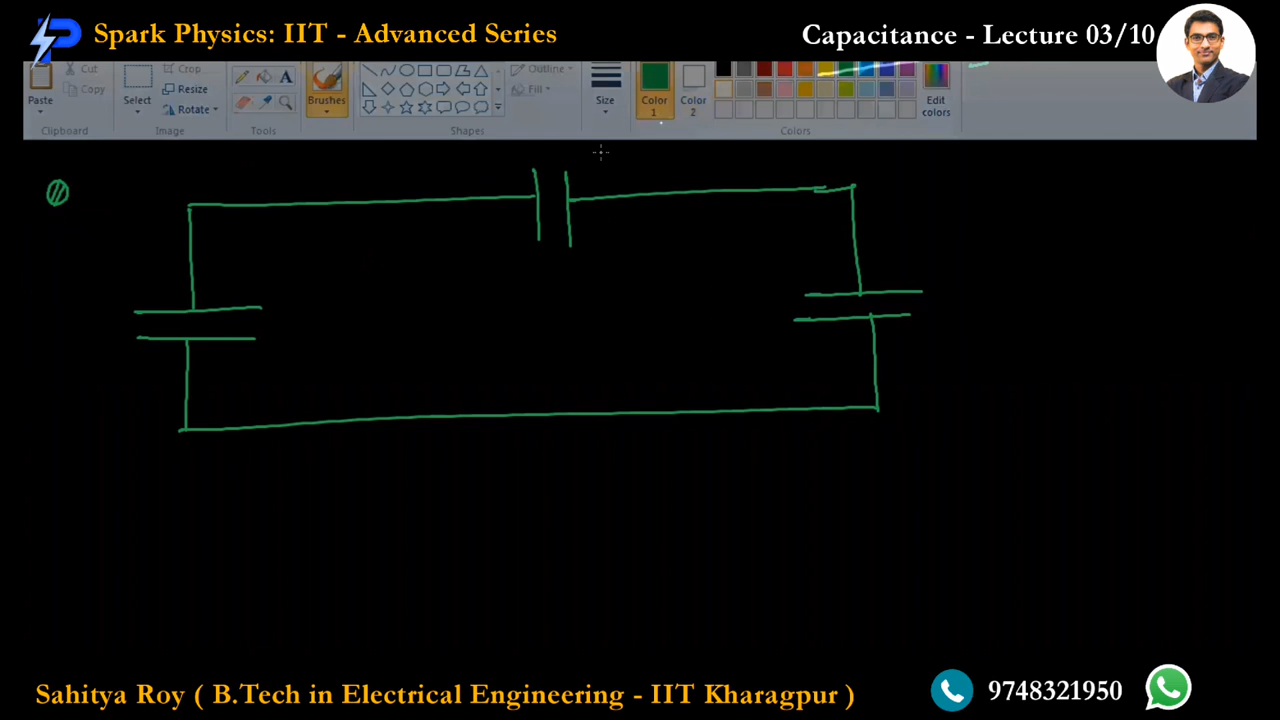 Spark Physics: IIT - Advanced Series
Capacitance - Lecture 03/10
Paste
Cut
Copy
Clipboard
Select
Crop
Resize
Rotate
Image
A
Tools
Brushes
Shapes
Outline
Fill
Size
Color 1
Color 2
Edit colors
Colors
Sahitya Roy ( B.Tech in Electrical Engineering - IIT Kharagpur )
9748321950